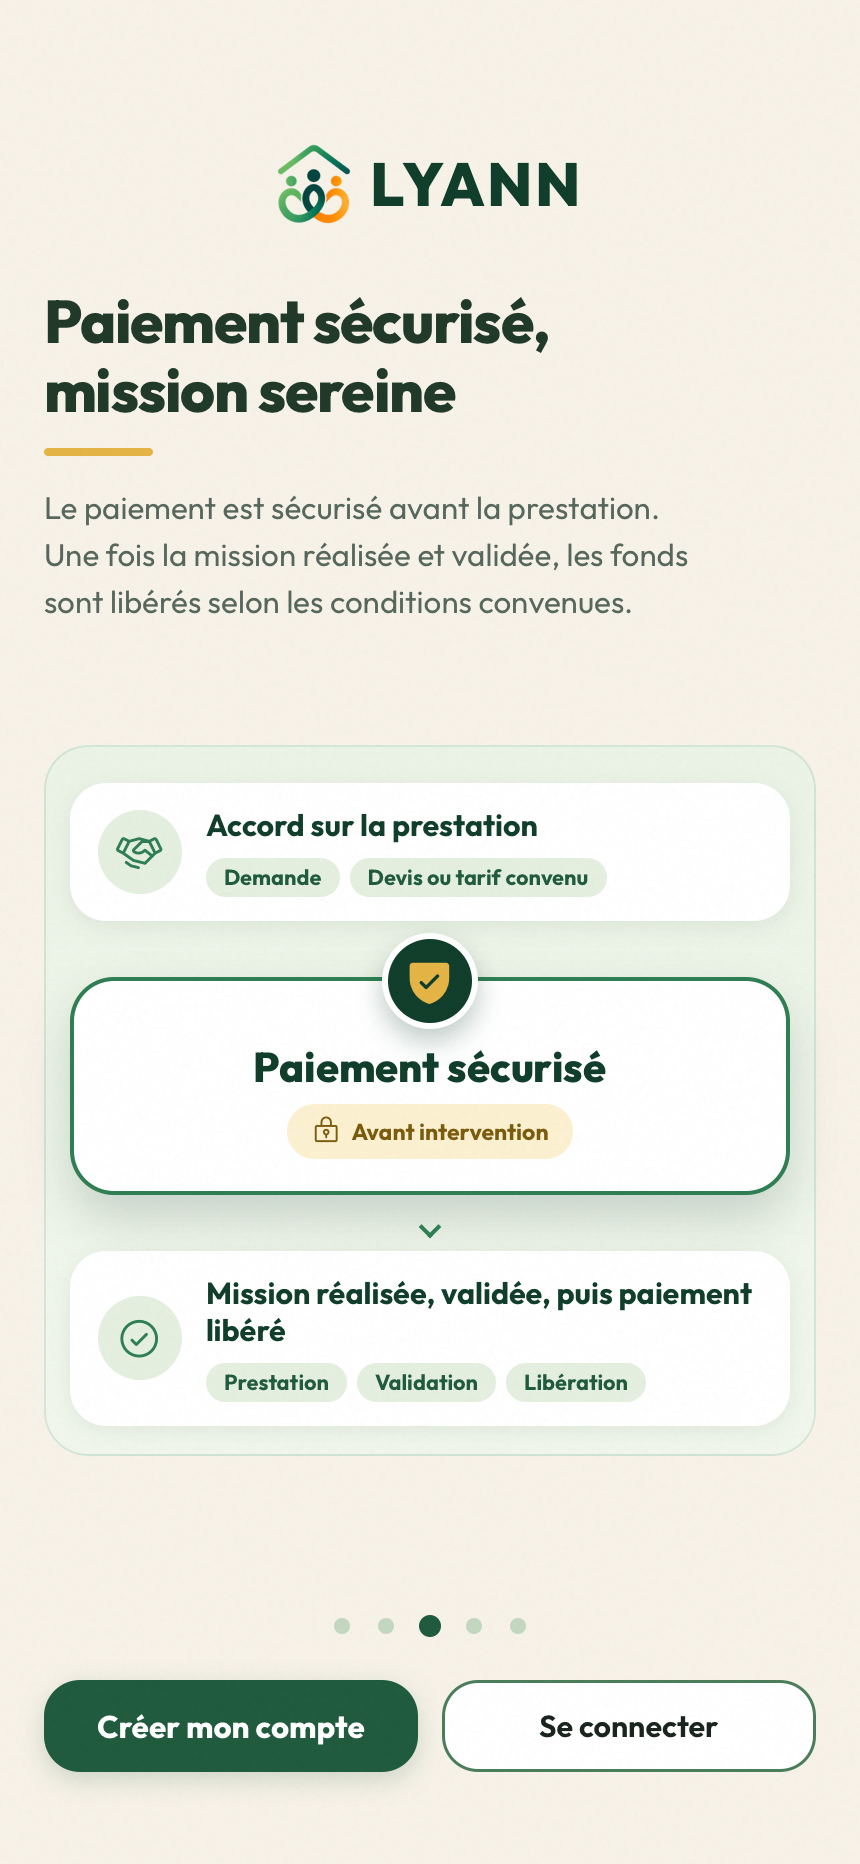 LYANN
Paiement sécurisé,
mission sereine
Le paiement est sécurisé avant la prestation.
Une fois la mission réalisée et validée, les fonds
sont libérés selon les conditions convenues.
Accord sur la prestation
Demande Devis ou tarif convenu
Paiement sécurisé
Avant intervention
Mission réalisée, validée, puis paiement
libéré
Prestation Validation Libération
Créer mon compte Se connecter